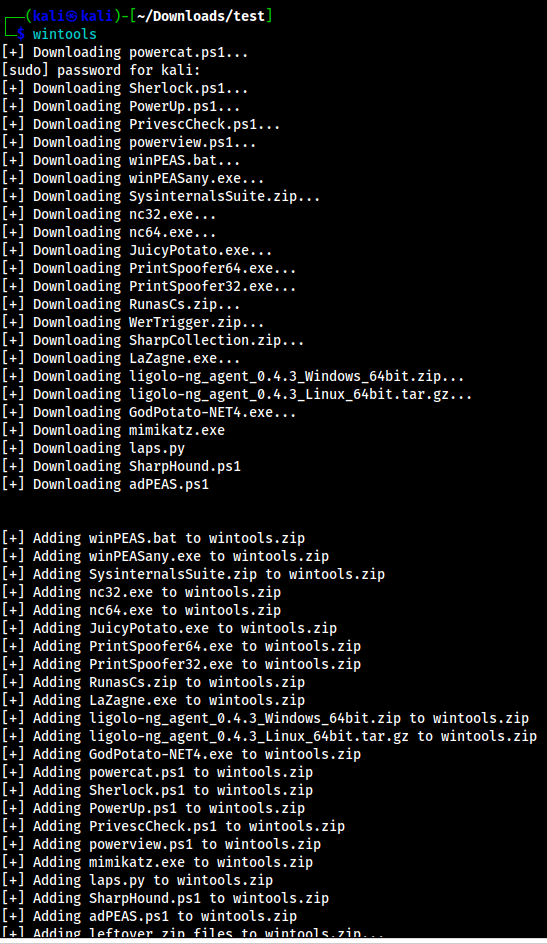 (kali㉿kali)-[~/Downloads/test]
$ wintools
[+] Downloading powercat.ps1...
[sudo] password for kali:
[+] Downloading Sherlock.ps1...
[+] Downloading PowerUp.ps1...
[+] Downloading PrivescCheck.ps1...
[+] Downloading powerview.ps1...
[+] Downloading winPEAS.bat...
[+] Downloading winPEASany.exe...
[+] Downloading SysinternalsSuite.zip...
[+] Downloading nc32.exe...
[+] Downloading nc64.exe...
[+] Downloading JuicyPotato.exe...
[+] Downloading PrintSpoofer64.exe...
[+] Downloading PrintSpoofer32.exe...
[+] Downloading RunasCs.zip...
[+] Downloading WerTrigger.zip...
[+] Downloading SharpCollection.zip...
[+] Downloading LaZagne.exe...
[+] Downloading ligolo-ng_agent_0.4.3_Windows_64bit.zip...
[+] Downloading ligolo-ng_agent_0.4.3_Linux_64bit.tar.gz...
[+] Downloading GodPotato-NET4.exe...
[+] Downloading mimikatz.exe
[+] Downloading laps.py
[+] Downloading SharpHound.ps1
[+] Downloading adPEAS.ps1
[+] Adding winPEAS.bat to wintools.zip
[+] Adding winPEASany.exe to wintools.zip
[+] Adding SysinternalsSuite.zip to wintools.zip
[+] Adding nc32.exe to wintools.zip
[+] Adding nc64.exe to wintools.zip
[+] Adding JuicyPotato.exe to wintools.zip
[+] Adding PrintSpoofer64.exe to wintools.zip
[+] Adding PrintSpoofer32.exe to wintools.zip
[+] Adding RunasCs.zip to wintools.zip
[+] Adding LaZagne.exe to wintools.zip
[+] Adding ligolo-ng_agent_0.4.3_Windows_64bit.zip to wintools.zip
[+] Adding ligolo-ng_agent_0.4.3_Linux_64bit.tar.gz to wintools.zip
[+] Adding GodPotato-NET4.exe to wintools.zip
[+] Adding powercat.ps1 to wintools.zip
[+] Adding Sherlock.ps1 to wintools.zip
[+] Adding PowerUp.ps1 to wintools.zip
[+] Adding PrivescCheck.ps1 to wintools.zip
[+] Adding powerview.ps1 to wintools.zip
[+] Adding mimikatz.exe to wintools.zip
[+] Adding laps.py to wintools.zip
[+] Adding SharpHound.ps1 to wintools.zip
[+] Adding adPEAS.ps1 to wintools.zip
[+] Adding leftover zip files to wintools.zip...